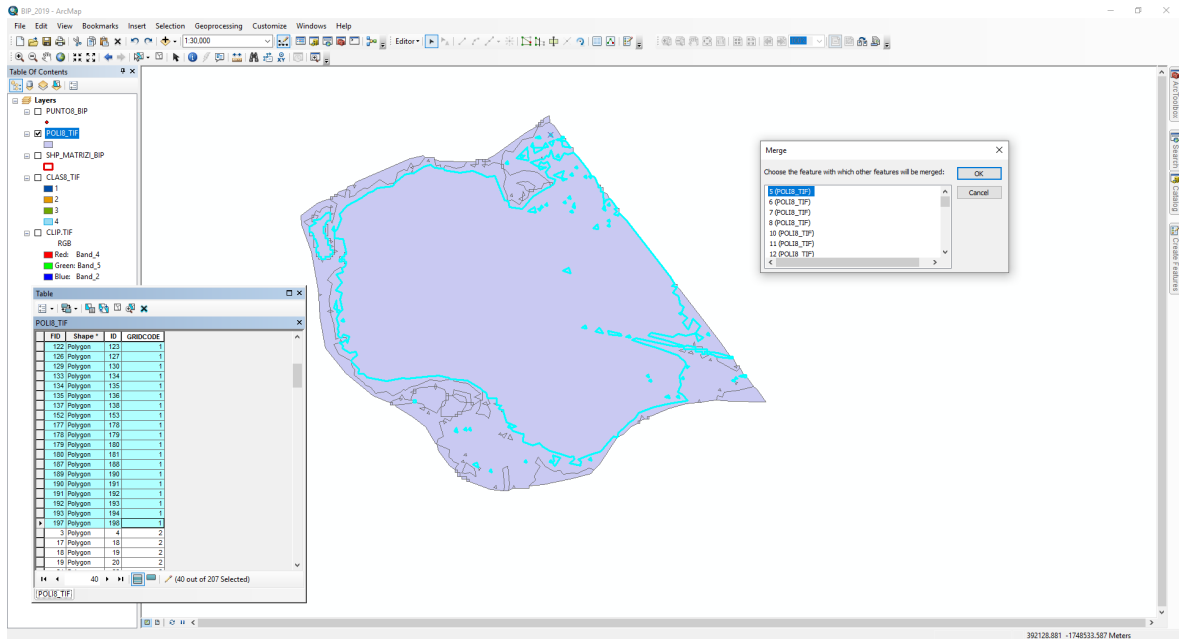 BIP_2019 - ArcMap
File Edit View Bookmarks Insert Selection Geoprocessing Customize Windows Help
1:30,000
Editor
Table Of Contents
Layers
PUNTO8_BIP
POLI8_TIF
SHP_MATRIZI_BIP
CLAS8_TIF
1
2
3
4
CLIP.TIF
RGB
Red: Band_4
Green: Band_5
Blue: Band_2
Table
POLI8_TIF
FID Shape * ID GRIDCODE
122 Polygon 123 1
126 Polygon 127 1
129 Polygon 130 1
133 Polygon 134 1
134 Polygon 135 1
135 Polygon 136 1
137 Polygon 138 1
152 Polygon 153 1
177 Polygon 178 1
178 Polygon 179 1
179 Polygon 180 1
180 Polygon 181 1
187 Polygon 188 1
189 Polygon 190 1
190 Polygon 191 1
191 Polygon 192 1
192 Polygon 193 1
193 Polygon 194 1
197 Polygon 198 1
3 Polygon 4 2
17 Polygon 18 2
18 Polygon 19 2
19 Polygon 20 2
40
(40 out of 207 Selected)
POLI8_TIF
Merge
Choose the feature with which other features will be merged:
5 (POLI8_TIF)
6 (POLI8_TIF)
7 (POLI8_TIF)
8 (POLI8_TIF)
10 (POLI8_TIF)
11 (POLI8_TIF)
12 (POLI8_TIF)
OK
Cancel
ArcToolbox
Search
Catalog
Create Features
392128.881 -1748533.587 Meters